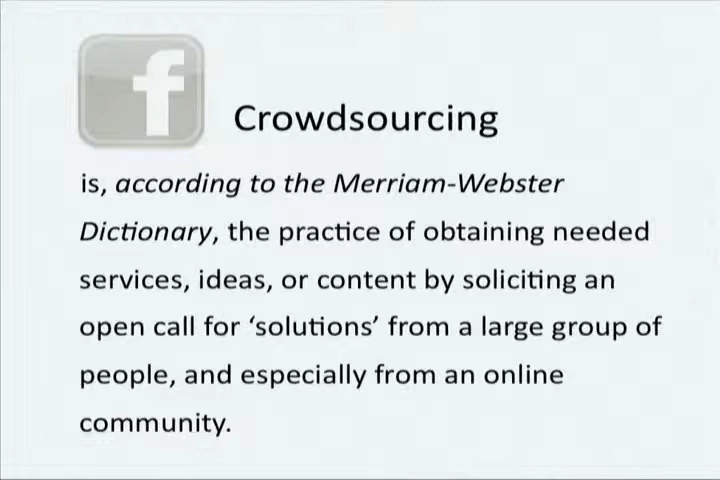 f
Crowdsourcing
is, according to the Merriam-Webster
Dictionary, the practice of obtaining needed
services, ideas, or content by soliciting an
open call for ‘solutions’ from a large group of
people, and especially from an online
community.